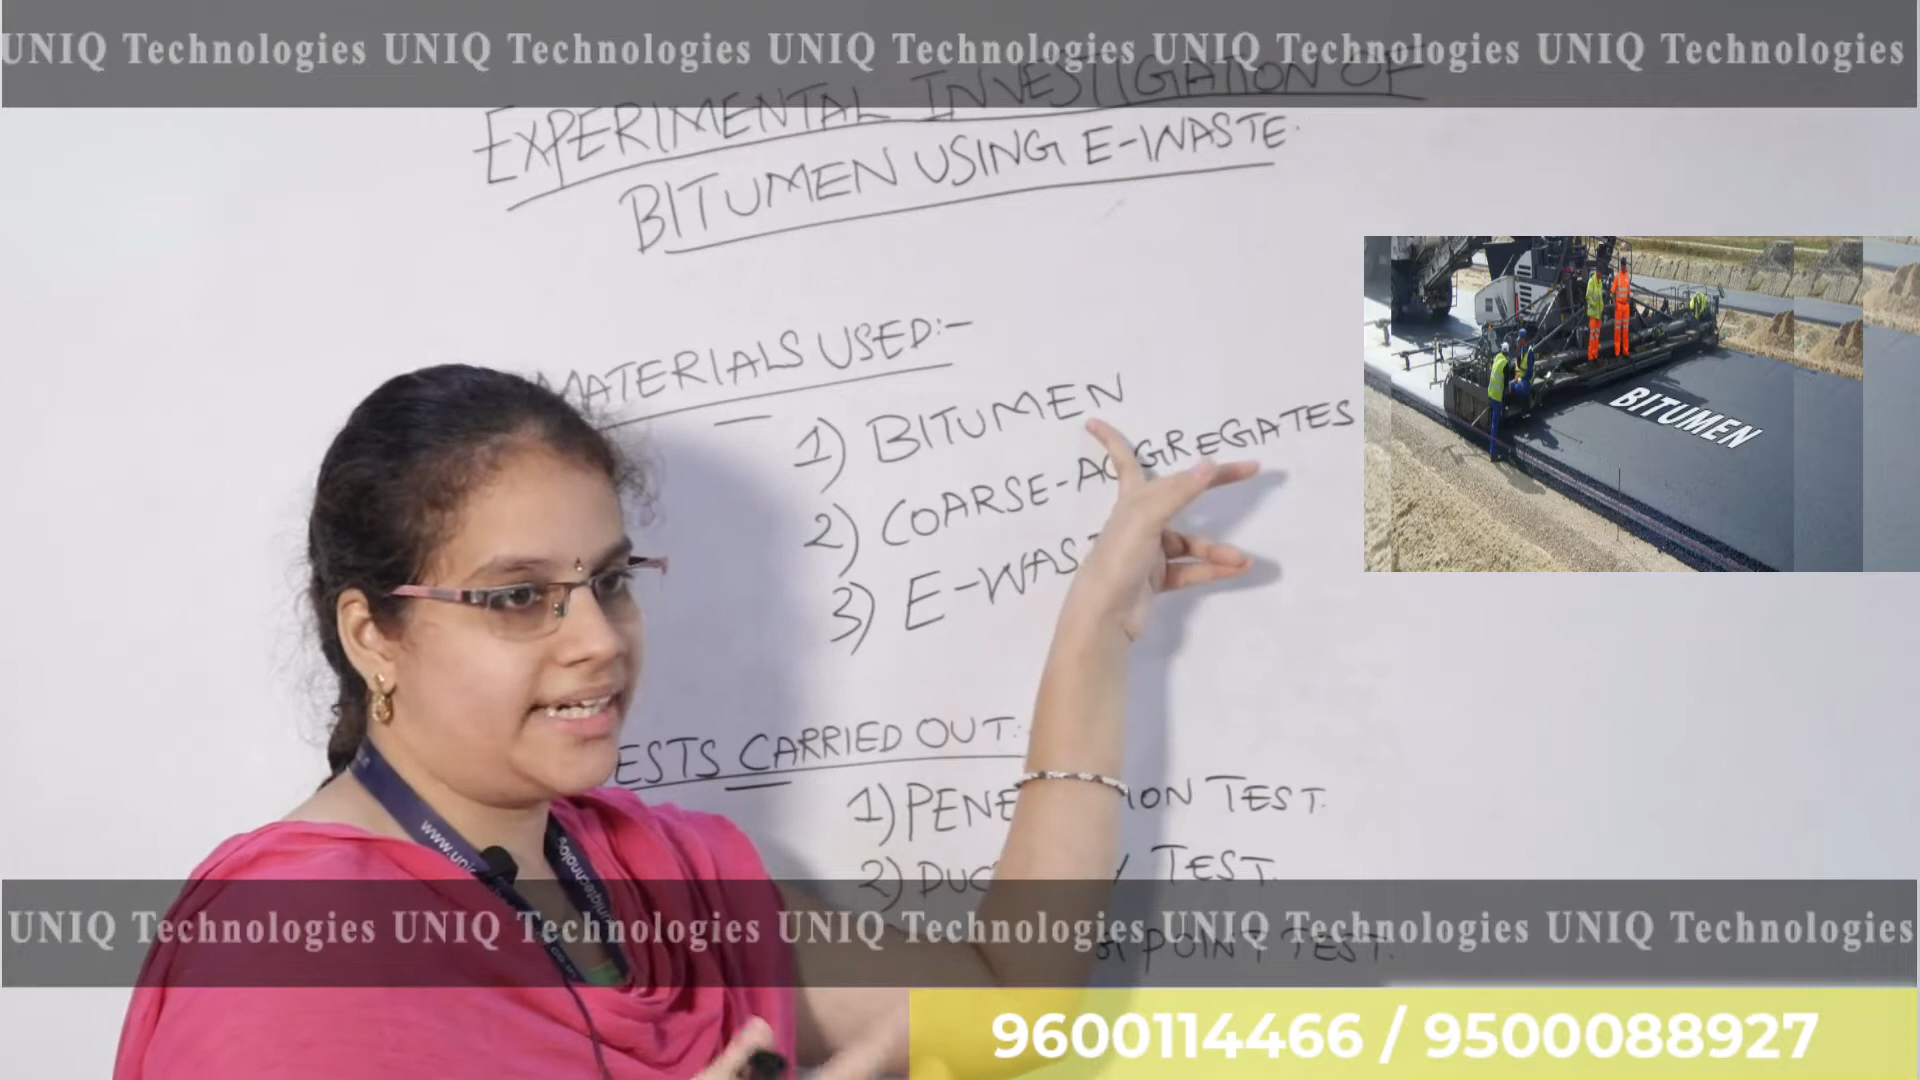 UNIQ Technologies UNIQ Technologies UNIQ Technologies UNIQ Technologies UNIQ Technologies
EXPERIMENTAL INVESTIGATION OF
BITUMEN USING E-WASTE.
MATERIALS USED:-
1) BITUMEN
2) COARSE-AGGREGATES
3) E-WAST
BITUMEN
ESTS CARRIED OUT:
1) PENE ION TEST.
2) DUC Y TEST.
UNIQ Technologies UNIQ Technologies UNIQ Technologies UNIQ Technologies UNIQ Technologies
POINT TEST.
9600114466 / 9500088927